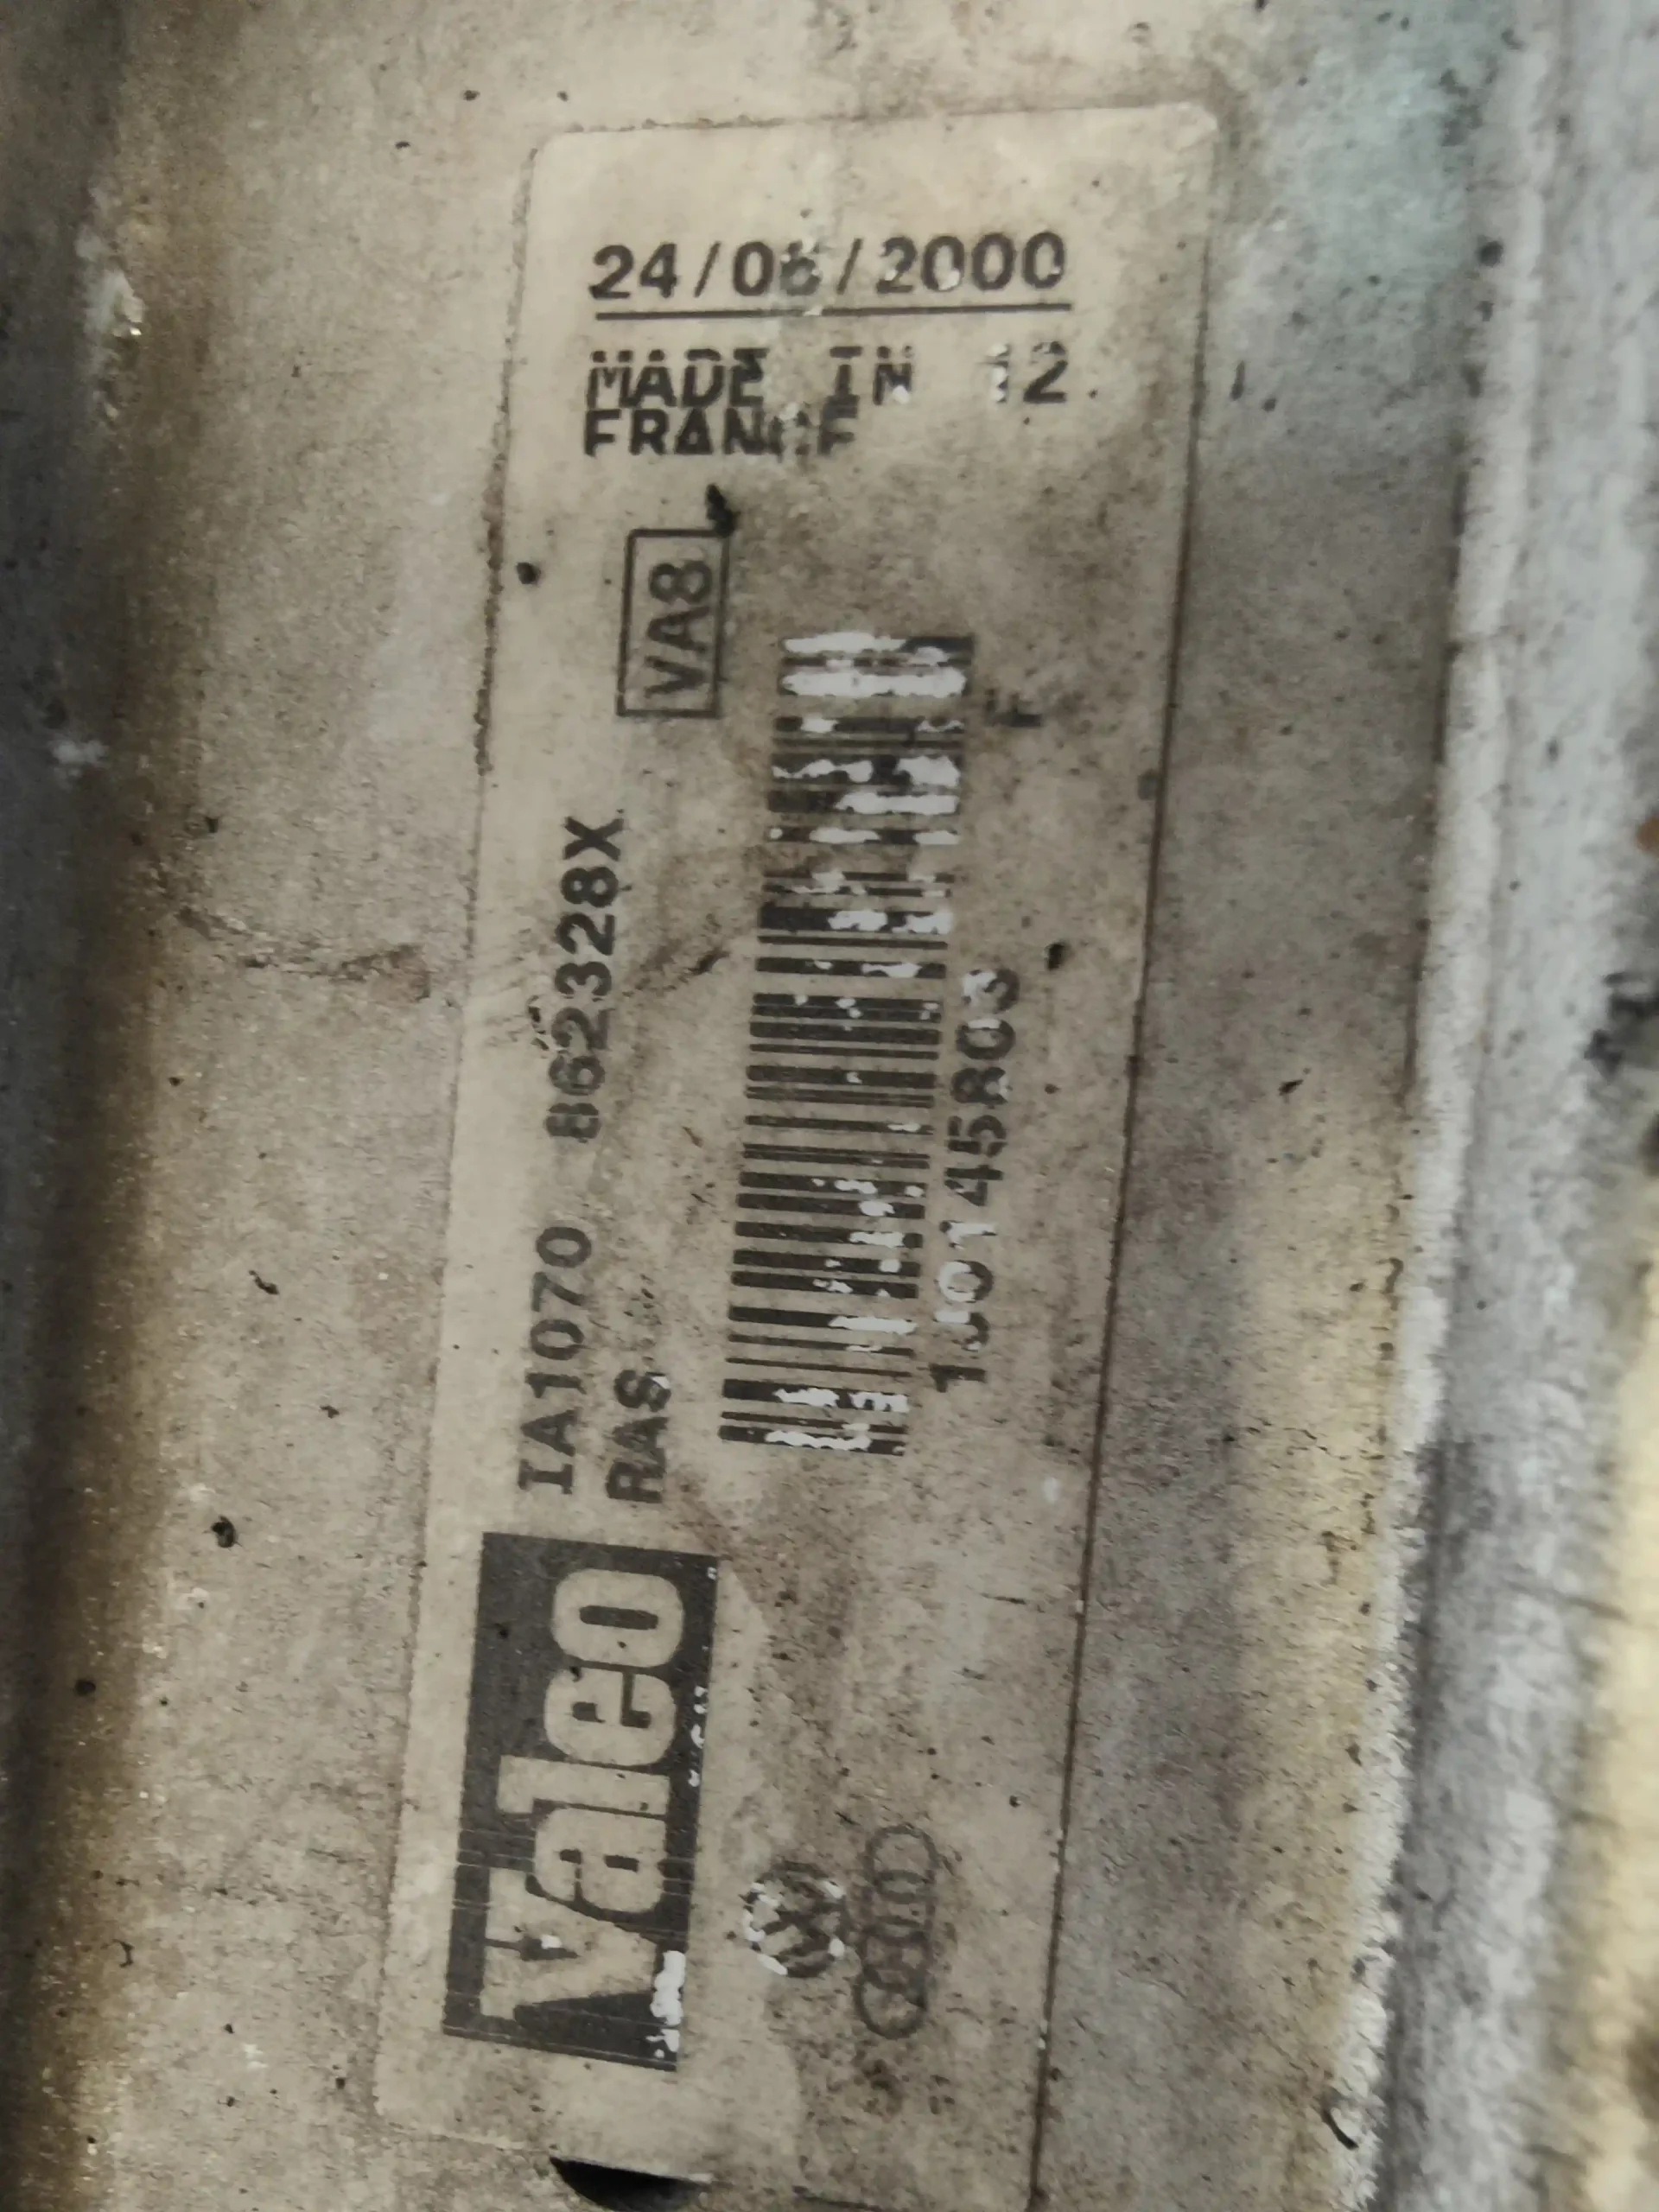 24/08/2000
MADE IN 12
FRANCE
VA8
IA1070 862328X
RAS
1J0145803
F
Valeo